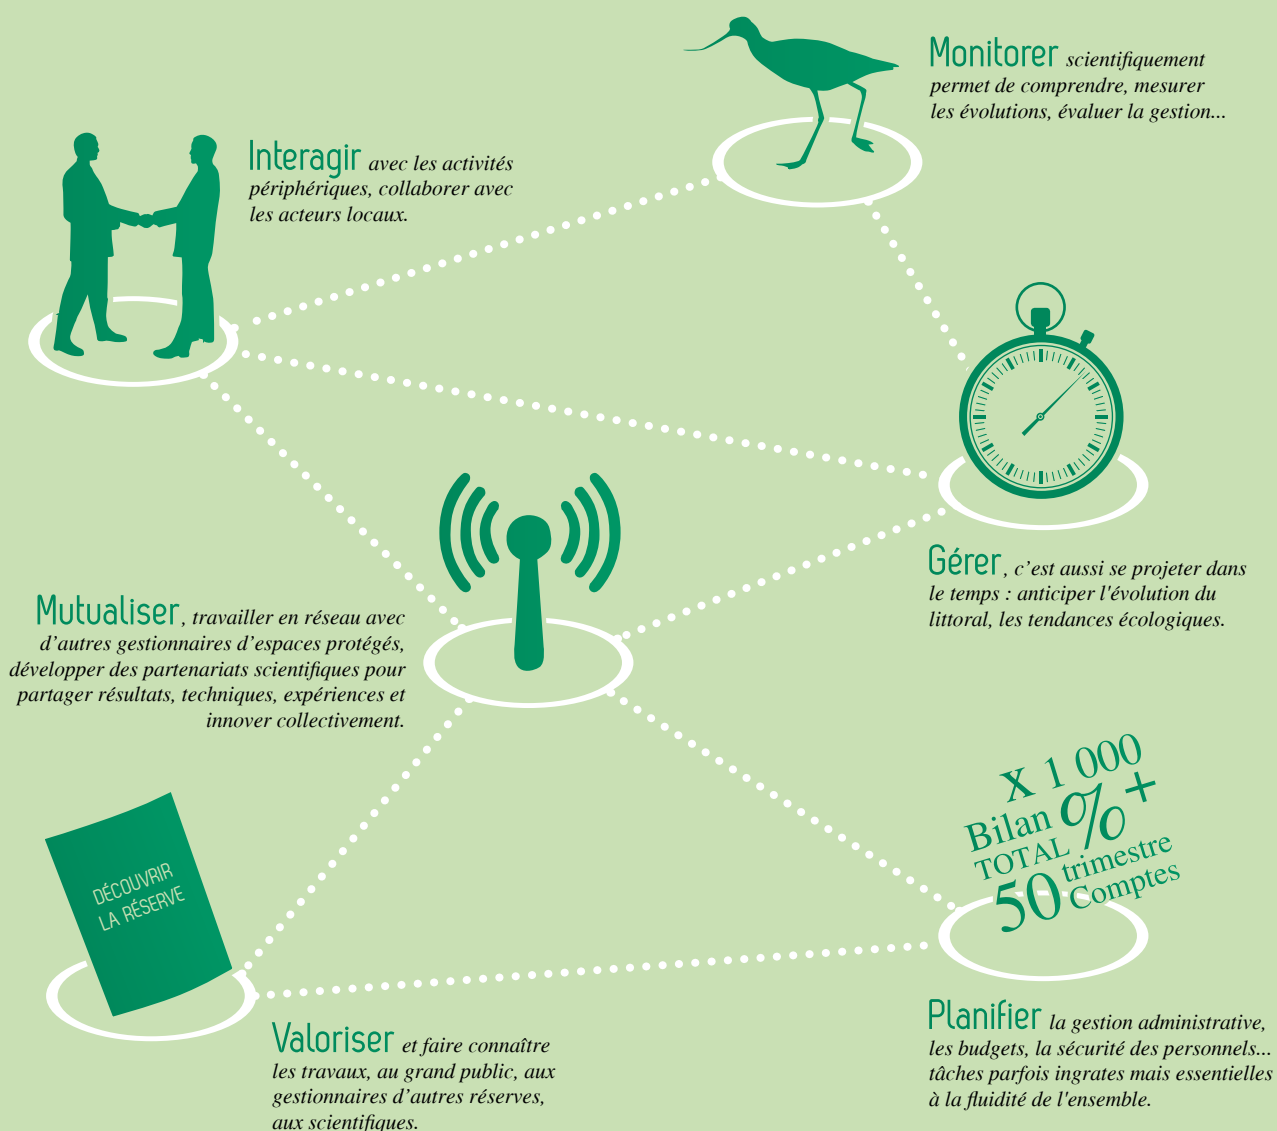 Monitorer scientifiquement
permet de comprendre, mesurer
les évolutions, évaluer la gestion...
Interagir avec les activités
périphériques, collaborer avec
les acteurs locaux.
Gérer, c’est aussi se projeter dans
le temps : anticiper l'évolution du
littoral, les tendances écologiques.
Mutualiser, travailler en réseau avec
d’autres gestionnaires d’espaces protégés,
développer des partenariats scientifiques pour
partager résultats, techniques, expériences et
innover collectivement.
X 1 000
Bilan % +
TOTAL trimestre
50 Comptes
DÉCOUVRIR
LA RÉSERVE
Planifier la gestion administrative,
les budgets, la sécurité des personnels...
tâches parfois ingrates mais essentielles
à la fluidité de l'ensemble.
Valoriser et faire connaître
les travaux, au grand public, aux
gestionnaires d’autres réserves,
aux scientifiques.